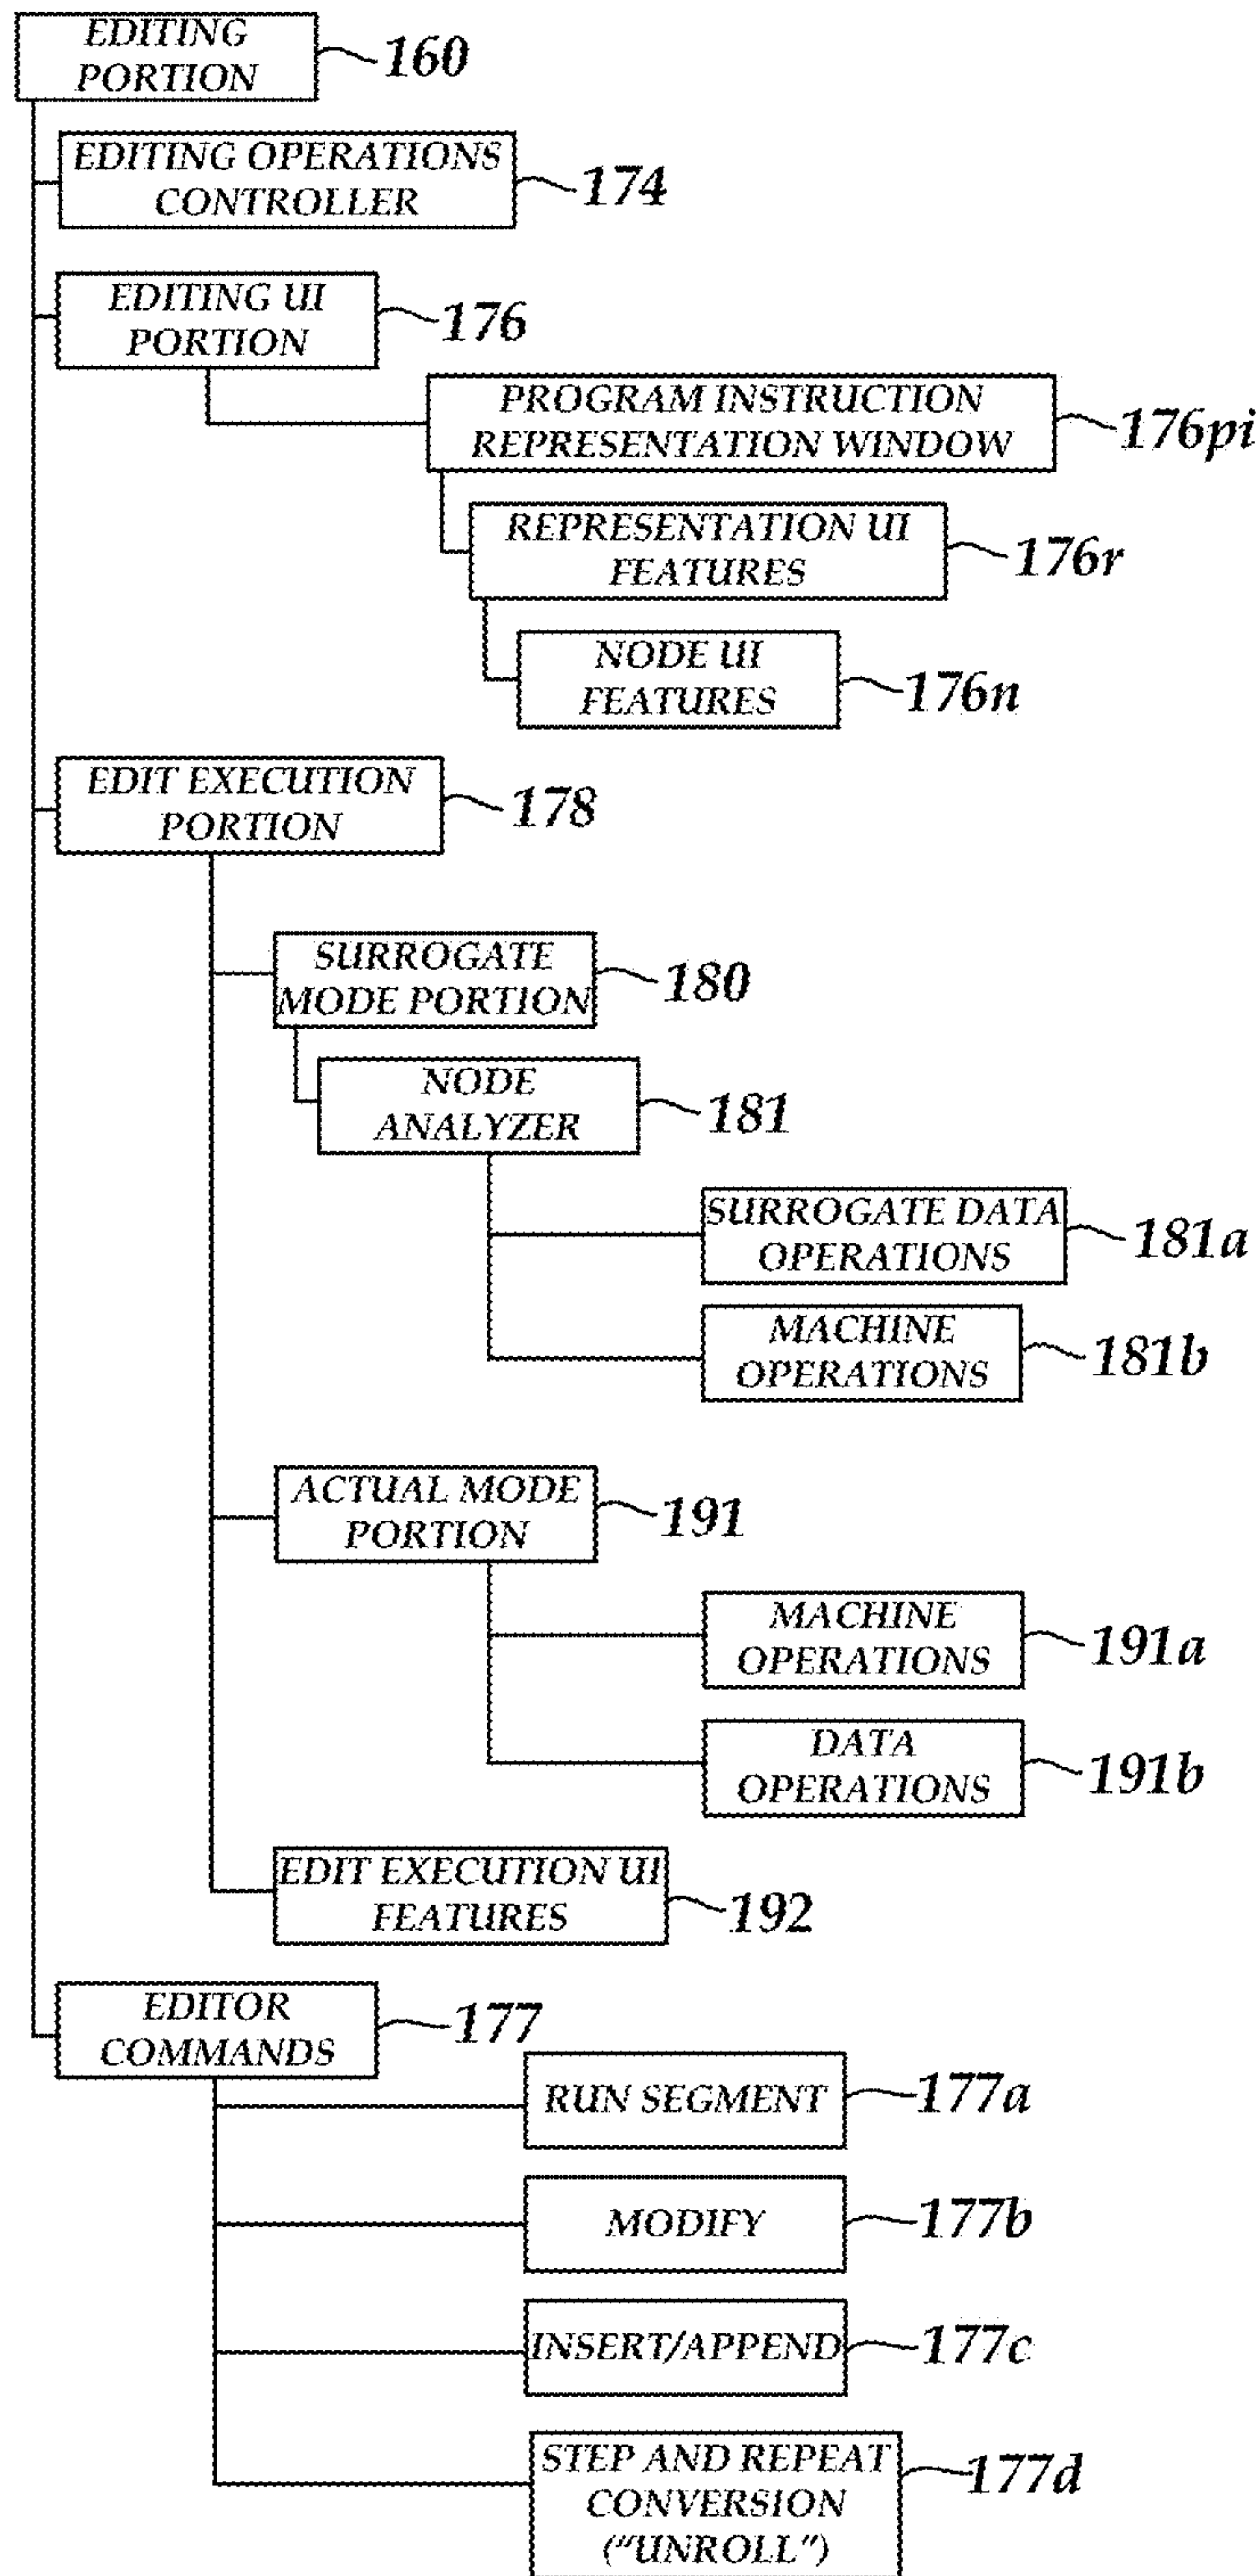 EDITING
PORTION
160
EDITING OPERATIONS
CONTROLLER
174
EDITING UI
PORTION
176
PROGRAM INSTRUCTION
REPRESENTATION WINDOW
176pi
REPRESENTATION UI
FEATURES
176r
NODE UI
FEATURES
176n
EDIT EXECUTION
PORTION
178
SURROGATE
MODE PORTION
180
NODE
ANALYZER
181
SURROGATE DATA
OPERATIONS
181a
MACHINE
OPERATIONS
181b
ACTUAL MODE
PORTION
191
MACHINE
OPERATIONS
191a
DATA
OPERATIONS
191b
EDIT EXECUTION UI
FEATURES
192
EDITOR
COMMANDS
177
RUN SEGMENT
177a
MODIFY
177b
INSERT/APPEND
177c
STEP AND REPEAT
CONVERSION
("UNROLL")
177d